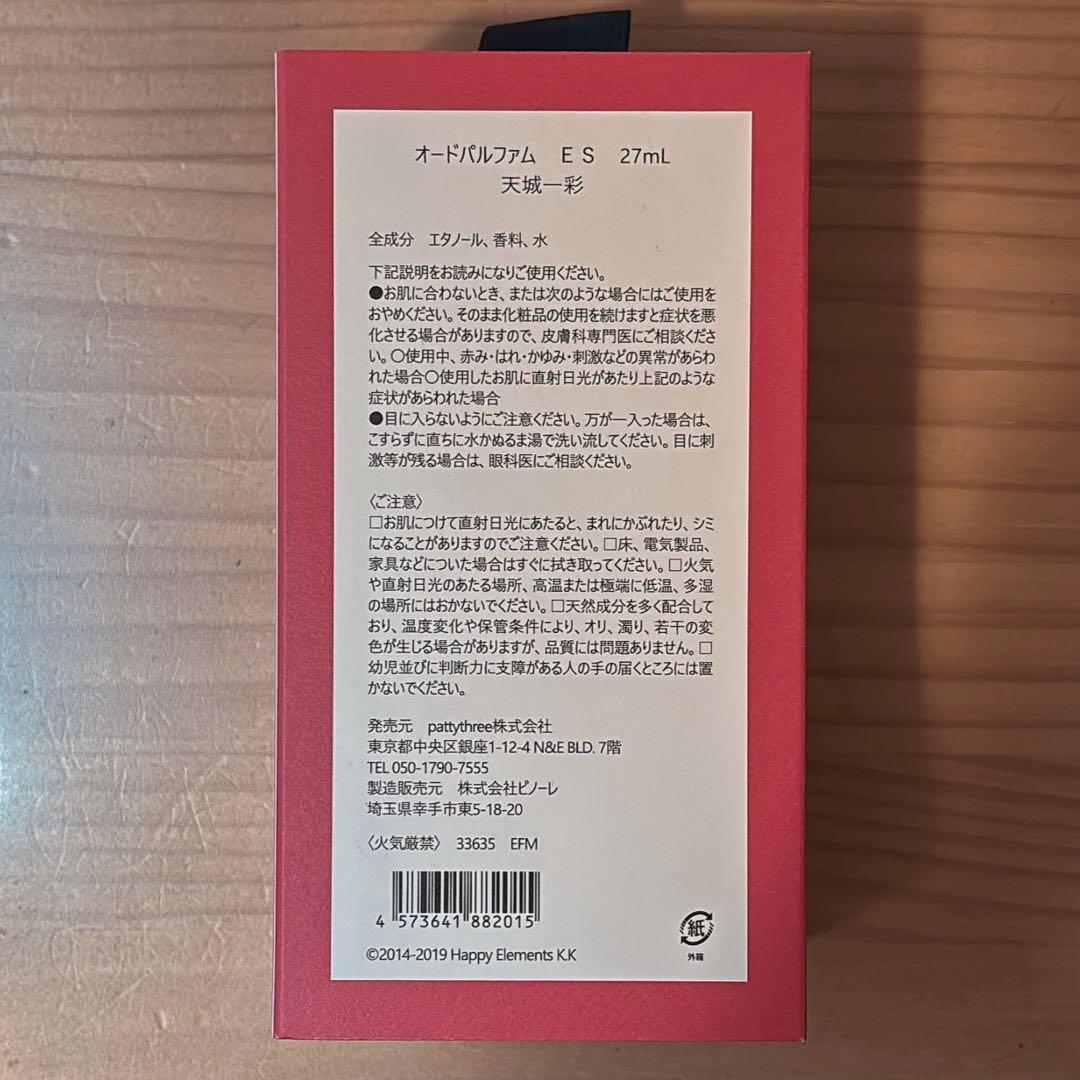 オードパルファム　ＥＳ　27mL
天城一彩
全成分　エタノール、香料、水
下記説明をお読みになりご使用ください。
●お肌に合わないとき、または次のような場合にはご使用を
おやめください。そのまま化粧品の使用を続けますと症状を悪
化させる場合がありますので、皮膚科専門医にご相談くださ
い。〇使用中、赤み・はれ・かゆみ・刺激などの異常があらわ
れた場合〇使用したお肌に直射日光があたり上記のような
症状があらわれた場合
●目に入らないようにご注意ください。万が一入った場合は、
こすらずに直ちに水かぬるま湯で洗い流してください。目に刺
激等が残る場合は、眼科医にご相談ください。
〈ご注意〉
□お肌につけて直射日光にあたると、まれにかぶれたり、シミ
になることがありますのでご注意ください。□床、電気製品、
家具などについた場合はすぐに拭き取ってください。□火気
や直射日光のあたる場所、高温または極端に低温、多湿
の場所にはおかないでください。□天然成分を多く配合して
おり、温度変化や保管条件により、オリ、濁り、若干の変
色が生じる場合がありますが、品質には問題ありません。□
幼児並びに判断力に支障がある人の手の届くところには置
かないでください。
発売元　pattythree株式会社
東京都中央区銀座1-12-4 N&E BLD. 7階
TEL 050-1790-7555
製造販売元　株式会社ピノーレ
埼玉県幸手市東5-18-20
〈火気厳禁〉　33635　EFM
4 573641 882015
紙
外箱
©2014-2019 Happy Elements K.K